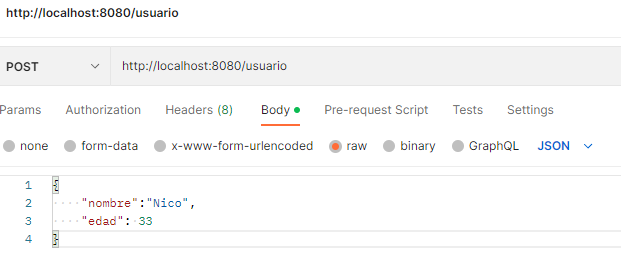 http://localhost:8080/usuario
POST http://localhost:8080/usuario
Params Authorization Headers (8) Body Pre-request Script Tests Settings
none form-data x-www-form-urlencoded raw binary GraphQL JSON
1 {
2 ····"nombre":"Nico",
3 ····"edad":·33
4 }